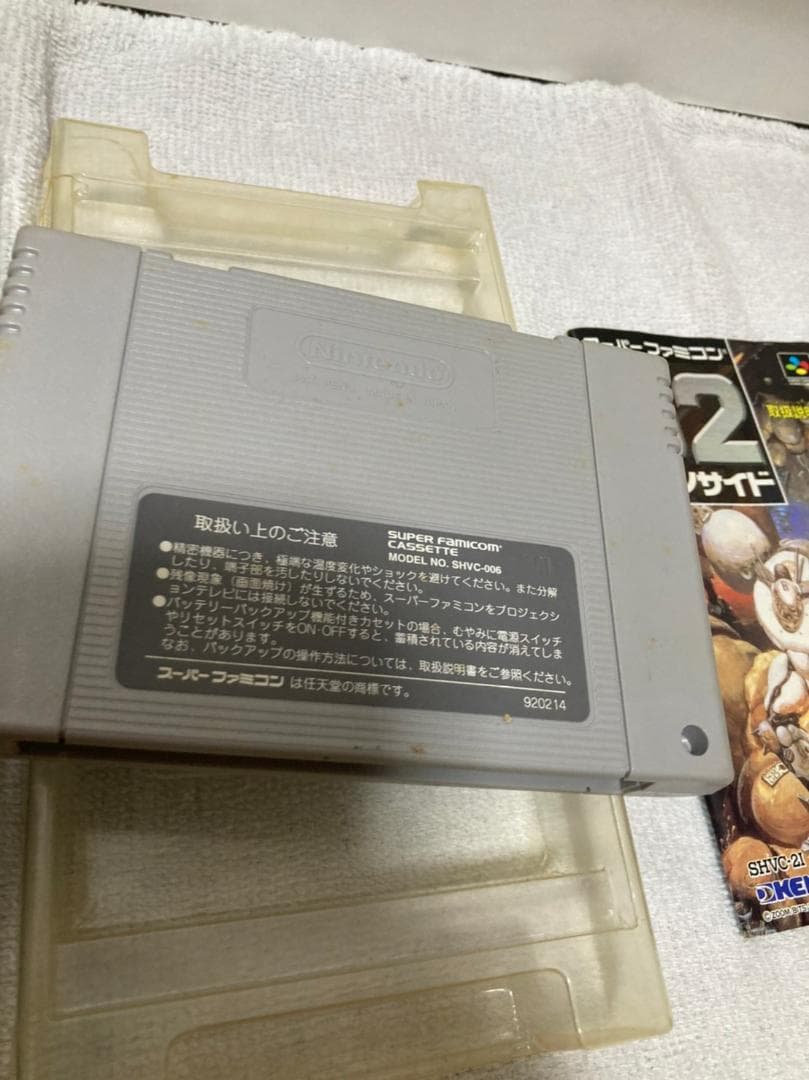 Nintendo
取扱い上のご注意
SUPER FAMICOM
CASSETTE
MODEL NO. SHVC-006
●精密機器につき、極端な温度変化やショックを避けてください。また分解
したり、端子部を汚したりしないでください。
●残像現象（画面焼け）が生ずるため、スーパーファミコンをプロジェクシ
ョンテレビには接続しないでください。
●バッテリーバックアップ機能付きカセットの場合、むやみに電源スイッチ
やリセットスイッチをON・OFFすると、蓄積されている内容が消えてしま
うことがあります。
なお、バックアップの操作方法については、取扱説明書をご参照ください。
スーパーファミコン は任天堂の商標です。
920214
スーパーファミコン
取扱説明
2
ンサイド
SHVC-2I
KE
© ZOOM/BITS